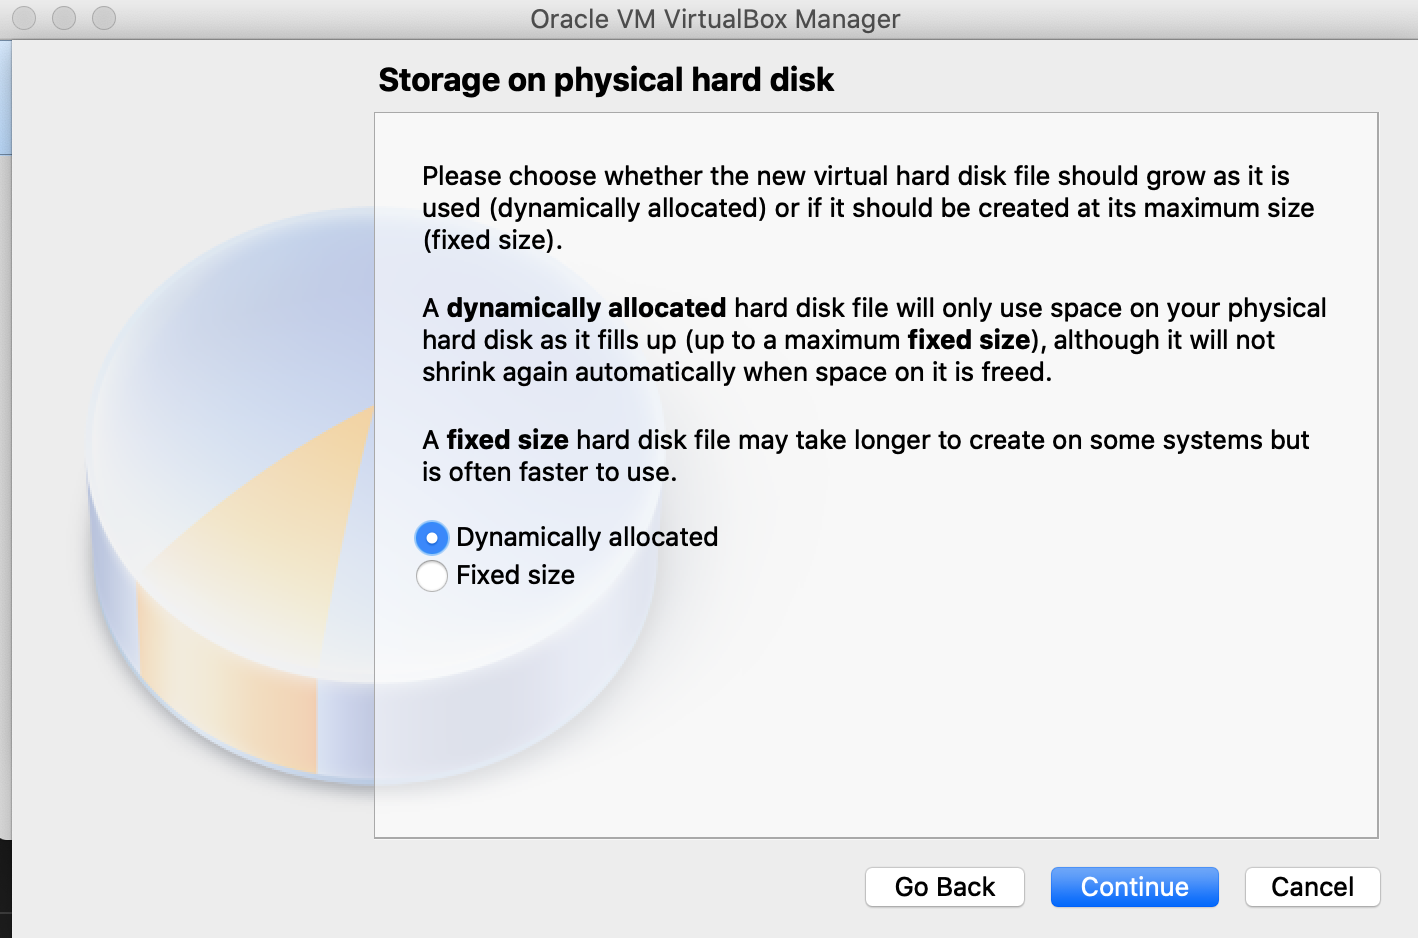 Oracle VM VirtualBox Manager
Storage on physical hard disk
Please choose whether the new virtual hard disk file should grow as it is
used (dynamically allocated) or if it should be created at its maximum size
(fixed size).
A dynamically allocated hard disk file will only use space on your physical
hard disk as it fills up (up to a maximum fixed size), although it will not
shrink again automatically when space on it is freed.
A fixed size hard disk file may take longer to create on some systems but
is often faster to use.
Dynamically allocated
Fixed size
Go Back Continue Cancel